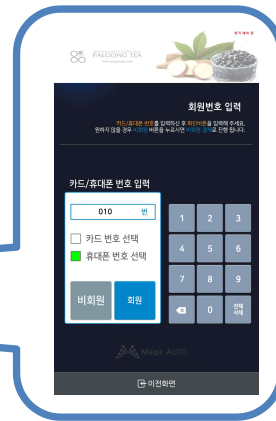 PALGONG TEA
회원번호 입력
카드/휴대폰 번호를 입력하신 후 확인버튼을 입력해 주세요.
원하지 않을 경우 비회원 버튼을 누르시면 비회원 결제로 진행 됩니다.
카드/휴대폰 번호 입력
010 번
카드 번호 선택
휴대폰 번호 선택
비회원 회원
1 2 3
4 5 6
7 8 9
0 전체
삭제
Magic AUTO
이전화면